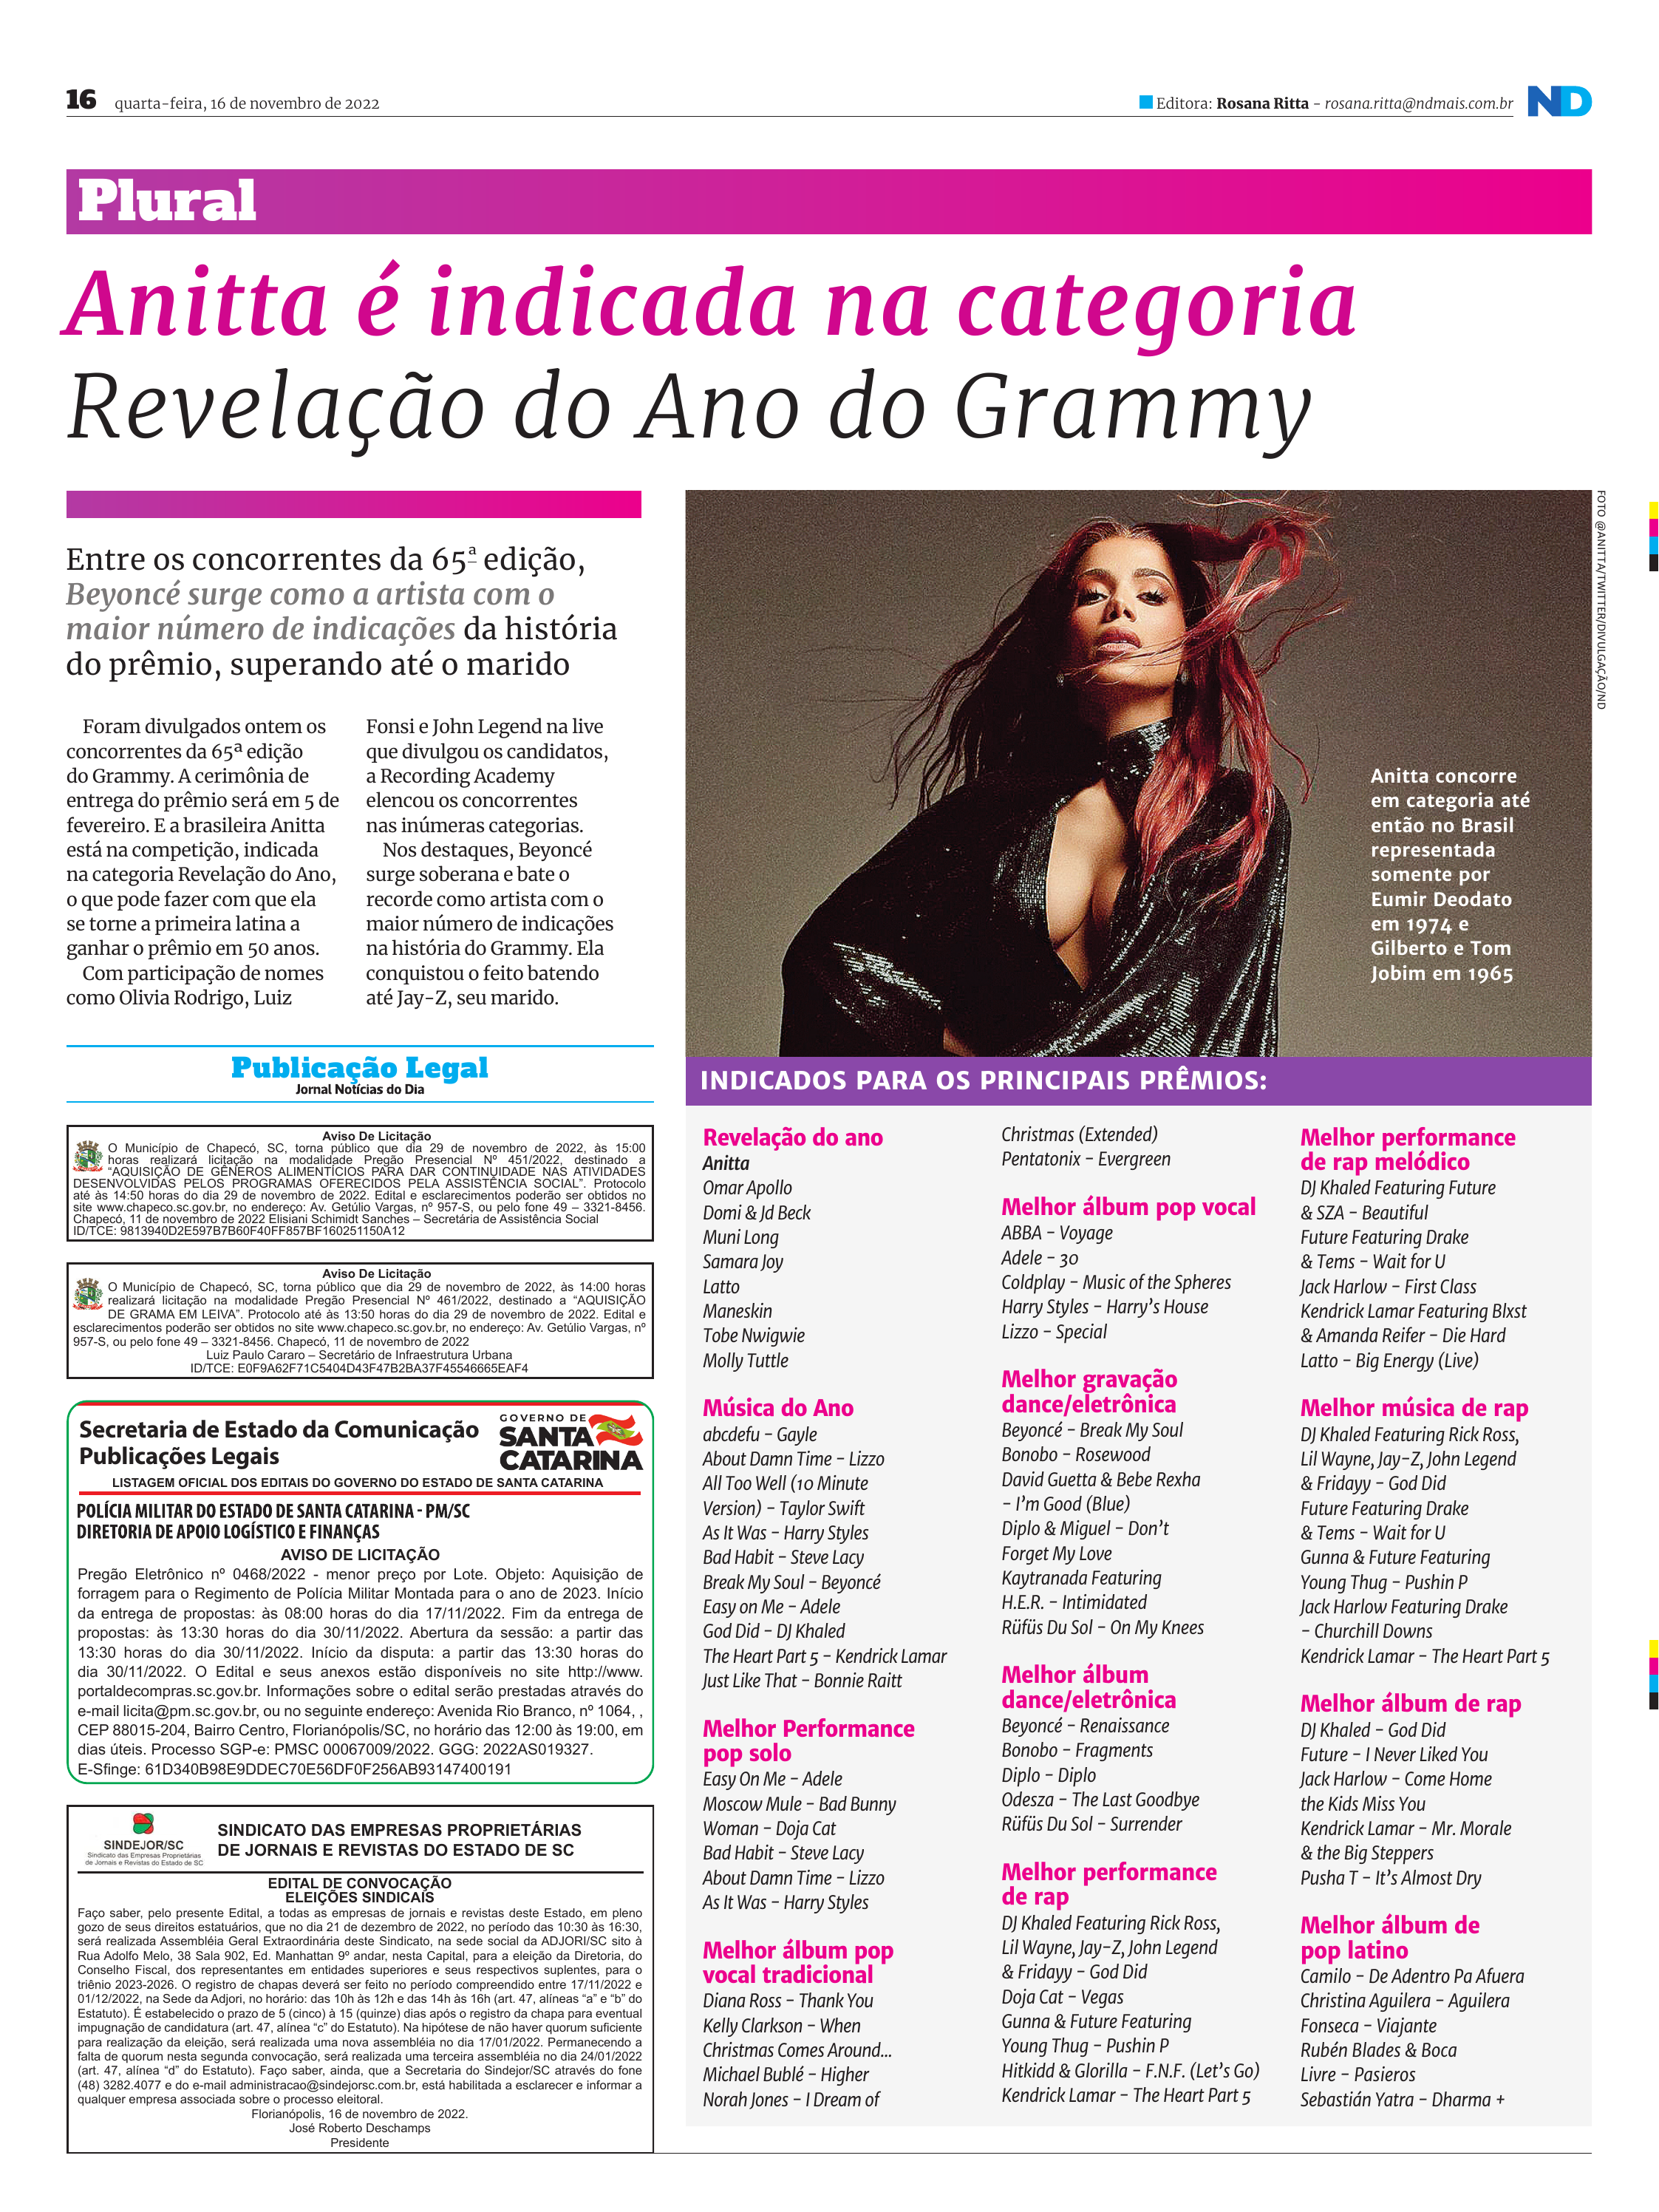 16 quarta-feira, 16 de novembro de 2022
Editora: Rosana Ritta - rosana.ritta@ndmais.com.br
ND
Plural
Anitta é indicada na categoria
Revelação do Ano do Grammy
Entre os concorrentes da 65ª edição,
Beyoncé surge como a artista com o
maior número de indicações da história
do prêmio, superando até o marido
Foram divulgados ontem os
concorrentes da 65ª edição
do Grammy. A cerimônia de
entrega do prêmio será em 5 de
fevereiro. E a brasileira Anitta
está na competição, indicada
na categoria Revelação do Ano,
o que pode fazer com que ela
se torne a primeira latina a
ganhar o prêmio em 50 anos.
Com participação de nomes
como Olivia Rodrigo, Luiz
Fonsi e John Legend na live
que divulgou os candidatos,
a Recording Academy
elencou os concorrentes
nas inúmeras categorias.
Nos destaques, Beyoncé
surge soberana e bate o
recorde como artista com o
maior número de indicações
na história do Grammy. Ela
conquistou o feito batendo
até Jay-Z, seu marido.
FOTO @ANITTA/TWITTER/DIVULGAÇÃO/ND
Anitta concorre
em categoria até
então no Brasil
representada
somente por
Eumir Deodato
em 1974 e
Gilberto e Tom
Jobim em 1965
Publicação Legal
Jornal Notícias do Dia
Aviso De Licitação
O Município de Chapecó, SC, torna público que dia 29 de novembro de 2022, às 15:00
horas realizará licitação na modalidade Pregão Presencial Nº 451/2022, destinado a
"AQUISIÇÃO DE GÊNEROS ALIMENTÍCIOS PARA DAR CONTINUIDADE NAS ATIVIDADES
DESENVOLVIDAS PELOS PROGRAMAS OFERECIDOS PELA ASSISTÊNCIA SOCIAL". Protocolo
até às 14:50 horas do dia 29 de novembro de 2022. Edital e esclarecimentos poderão ser obtidos no
site www.chapeco.sc.gov.br, no endereço: Av. Getúlio Vargas, nº 957-S, ou pelo fone 49 – 3321-8456.
Chapecó, 11 de novembro de 2022 Elisiani Schimidt Sanches – Secretária de Assistência Social
ID/TCE: 9813940D2E597B7B60F40FF857BF160251150A12
Aviso De Licitação
O Município de Chapecó, SC, torna público que dia 29 de novembro de 2022, às 14:00 horas
realizará licitação na modalidade Pregão Presencial Nº 461/2022, destinado a "AQUISIÇÃO
DE GRAMA EM LEIVA". Protocolo até às 13:50 horas do dia 29 de novembro de 2022. Edital e
esclarecimentos poderão ser obtidos no site www.chapeco.sc.gov.br, no endereço: Av. Getúlio Vargas, nº
957-S, ou pelo fone 49 – 3321-8456. Chapecó, 11 de novembro de 2022
Luiz Paulo Cararo – Secretário de Infraestrutura Urbana
ID/TCE: E0F9A62F71C5404D43F47B2BA37F45546665EAF4
Secretaria de Estado da Comunicação
Publicações Legais
GOVERNO DE
SANTA
CATARINA
LISTAGEM OFICIAL DOS EDITAIS DO GOVERNO DO ESTADO DE SANTA CATARINA
POLÍCIA MILITAR DO ESTADO DE SANTA CATARINA - PM/SC
DIRETORIA DE APOIO LOGÍSTICO E FINANÇAS
AVISO DE LICITAÇÃO
Pregão Eletrônico nº 0468/2022 - menor preço por Lote. Objeto: Aquisição de
forragem para o Regimento de Polícia Militar Montada para o ano de 2023. Início
da entrega de propostas: às 08:00 horas do dia 17/11/2022. Fim da entrega de
propostas: às 13:30 horas do dia 30/11/2022. Abertura da sessão: a partir das
13:30 horas do dia 30/11/2022. Início da disputa: a partir das 13:30 horas do
dia 30/11/2022. O Edital e seus anexos estão disponíveis no site http://www.
portaldecompras.sc.gov.br. Informações sobre o edital serão prestadas através do
e-mail licita@pm.sc.gov.br, ou no seguinte endereço: Avenida Rio Branco, nº 1064, ,
CEP 88015-204, Bairro Centro, Florianópolis/SC, no horário das 12:00 às 19:00, em
dias úteis. Processo SGP-e: PMSC 00067009/2022. GGG: 2022AS019327.
E-Sfinge: 61D340B98E9DDEC70E56DF0F256AB93147400191
SINDEJOR/SC
Sindicato das Empresas Proprietárias
de Jornais e Revistas do Estado de SC
SINDICATO DAS EMPRESAS PROPRIETÁRIAS
DE JORNAIS E REVISTAS DO ESTADO DE SC
EDITAL DE CONVOCAÇÃO
ELEIÇÕES SINDICAIS
Faço saber, pelo presente Edital, a todas as empresas de jornais e revistas deste Estado, em pleno
gozo de seus direitos estatuários, que no dia 21 de dezembro de 2022, no período das 10:30 às 16:30,
será realizada Assembléia Geral Extraordinária deste Sindicato, na sede social da ADJORI/SC sito à
Rua Adolfo Melo, 38 Sala 902, Ed. Manhattan 9º andar, nesta Capital, para a eleição da Diretoria, do
Conselho Fiscal, dos representantes em entidades superiores e seus respectivos suplentes, para o
triênio 2023-2026. O registro de chapas deverá ser feito no período compreendido entre 17/11/2022 e
01/12/2022, na Sede da Adjori, no horário: das 10h às 12h e das 14h às 16h (art. 47, alíneas "a" e "b" do
Estatuto). É estabelecido o prazo de 5 (cinco) à 15 (quinze) dias após o registro da chapa para eventual
impugnação de candidatura (art. 47, alínea "c" do Estatuto). Na hipótese de não haver quorum suficiente
para realização da eleição, será realizada uma nova assembléia no dia 17/01/2022. Permanecendo a
falta de quorum nesta segunda convocação, será realizada uma terceira assembléia no dia 24/01/2022
(art. 47, alínea "d" do Estatuto). Faço saber, ainda, que a Secretaria do Sindejor/SC através do fone
(48) 3282.4077 e do e-mail administracao@sindejorsc.com.br, está habilitada a esclarecer e informar a
qualquer empresa associada sobre o processo eleitoral.
Florianópolis, 16 de novembro de 2022.
José Roberto Deschamps
Presidente
INDICADOS PARA OS PRINCIPAIS PRÊMIOS:
Revelação do ano
Anitta
Omar Apollo
Domi & Jd Beck
Muni Long
Samara Joy
Latto
Maneskin
Tobe Nwigwie
Molly Tuttle
Música do Ano
abcdefu – Gayle
About Damn Time – Lizzo
All Too Well (10 Minute
Version) – Taylor Swift
As It Was – Harry Styles
Bad Habit – Steve Lacy
Break My Soul – Beyoncé
Easy on Me – Adele
God Did – DJ Khaled
The Heart Part 5 – Kendrick Lamar
Just Like That – Bonnie Raitt
Melhor Performance
pop solo
Easy On Me – Adele
Moscow Mule – Bad Bunny
Woman – Doja Cat
Bad Habit – Steve Lacy
About Damn Time – Lizzo
As It Was – Harry Styles
Melhor álbum pop
vocal tradicional
Diana Ross – Thank You
Kelly Clarkson – When
Christmas Comes Around...
Michael Bublé – Higher
Norah Jones – I Dream of
Christmas (Extended)
Pentatonix – Evergreen
Melhor álbum pop vocal
ABBA – Voyage
Adele – 30
Coldplay – Music of the Spheres
Harry Styles – Harry's House
Lizzo – Special
Melhor gravação
dance/eletrônica
Beyoncé – Break My Soul
Bonobo – Rosewood
David Guetta & Bebe Rexha
– I'm Good (Blue)
Diplo & Miguel – Don't
Forget My Love
Kaytranada Featuring
H.E.R. – Intimidated
Rüfüs Du Sol – On My Knees
Melhor álbum
dance/eletrônica
Beyoncé – Renaissance
Bonobo – Fragments
Diplo – Diplo
Odesza – The Last Goodbye
Rüfüs Du Sol – Surrender
Melhor performance
de rap
DJ Khaled Featuring Rick Ross,
Lil Wayne, Jay-Z, John Legend
& Fridayy – God Did
Doja Cat – Vegas
Gunna & Future Featuring
Young Thug – Pushin P
Hitkidd & Glorilla – F.N.F. (Let's Go)
Kendrick Lamar – The Heart Part 5
Melhor performance
de rap melódico
DJ Khaled Featuring Future
& SZA – Beautiful
Future Featuring Drake
& Tems – Wait for U
Jack Harlow – First Class
Kendrick Lamar Featuring Blxst
& Amanda Reifer – Die Hard
Latto – Big Energy (Live)
Melhor música de rap
DJ Khaled Featuring Rick Ross,
Lil Wayne, Jay-Z, John Legend
& Fridayy – God Did
Future Featuring Drake
& Tems – Wait for U
Gunna & Future Featuring
Young Thug – Pushin P
Jack Harlow Featuring Drake
– Churchill Downs
Kendrick Lamar – The Heart Part 5
Melhor álbum de rap
DJ Khaled – God Did
Future – I Never Liked You
Jack Harlow – Come Home
the Kids Miss You
Kendrick Lamar – Mr. Morale
& the Big Steppers
Pusha T – It's Almost Dry
Melhor álbum de
pop latino
Camilo – De Adentro Pa Afuera
Christina Aguilera – Aguilera
Fonseca – Viajante
Rubén Blades & Boca
Livre – Pasieros
Sebastián Yatra – Dharma +